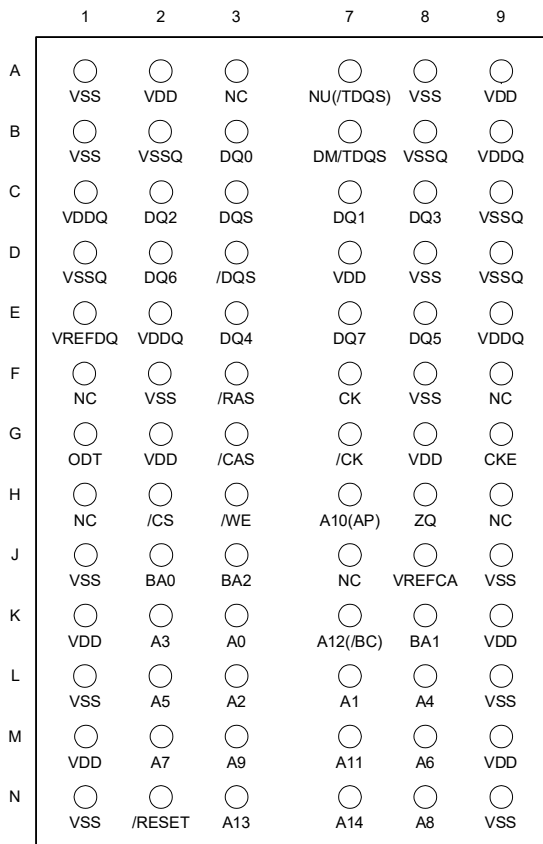 1 2 3 7 8 9
A
VSS VDD NC NU(/TDQS) VSS VDD
B
VSS VSSQ DQ0 DM/TDQS VSSQ VDDQ
C
VDDQ DQ2 DQS DQ1 DQ3 VSSQ
D
VSSQ DQ6 /DQS VDD VSS VSSQ
E
VREFDQ VDDQ DQ4 DQ7 DQ5 VDDQ
F
NC VSS /RAS CK VSS NC
G
ODT VDD /CAS /CK VDD CKE
H
NC /CS /WE A10(AP) ZQ NC
J
VSS BA0 BA2 NC VREFCA VSS
K
VDD A3 A0 A12(/BC) BA1 VDD
L
VSS A5 A2 A1 A4 VSS
M
VDD A7 A9 A11 A6 VDD
N
VSS /RESET A13 A14 A8 VSS